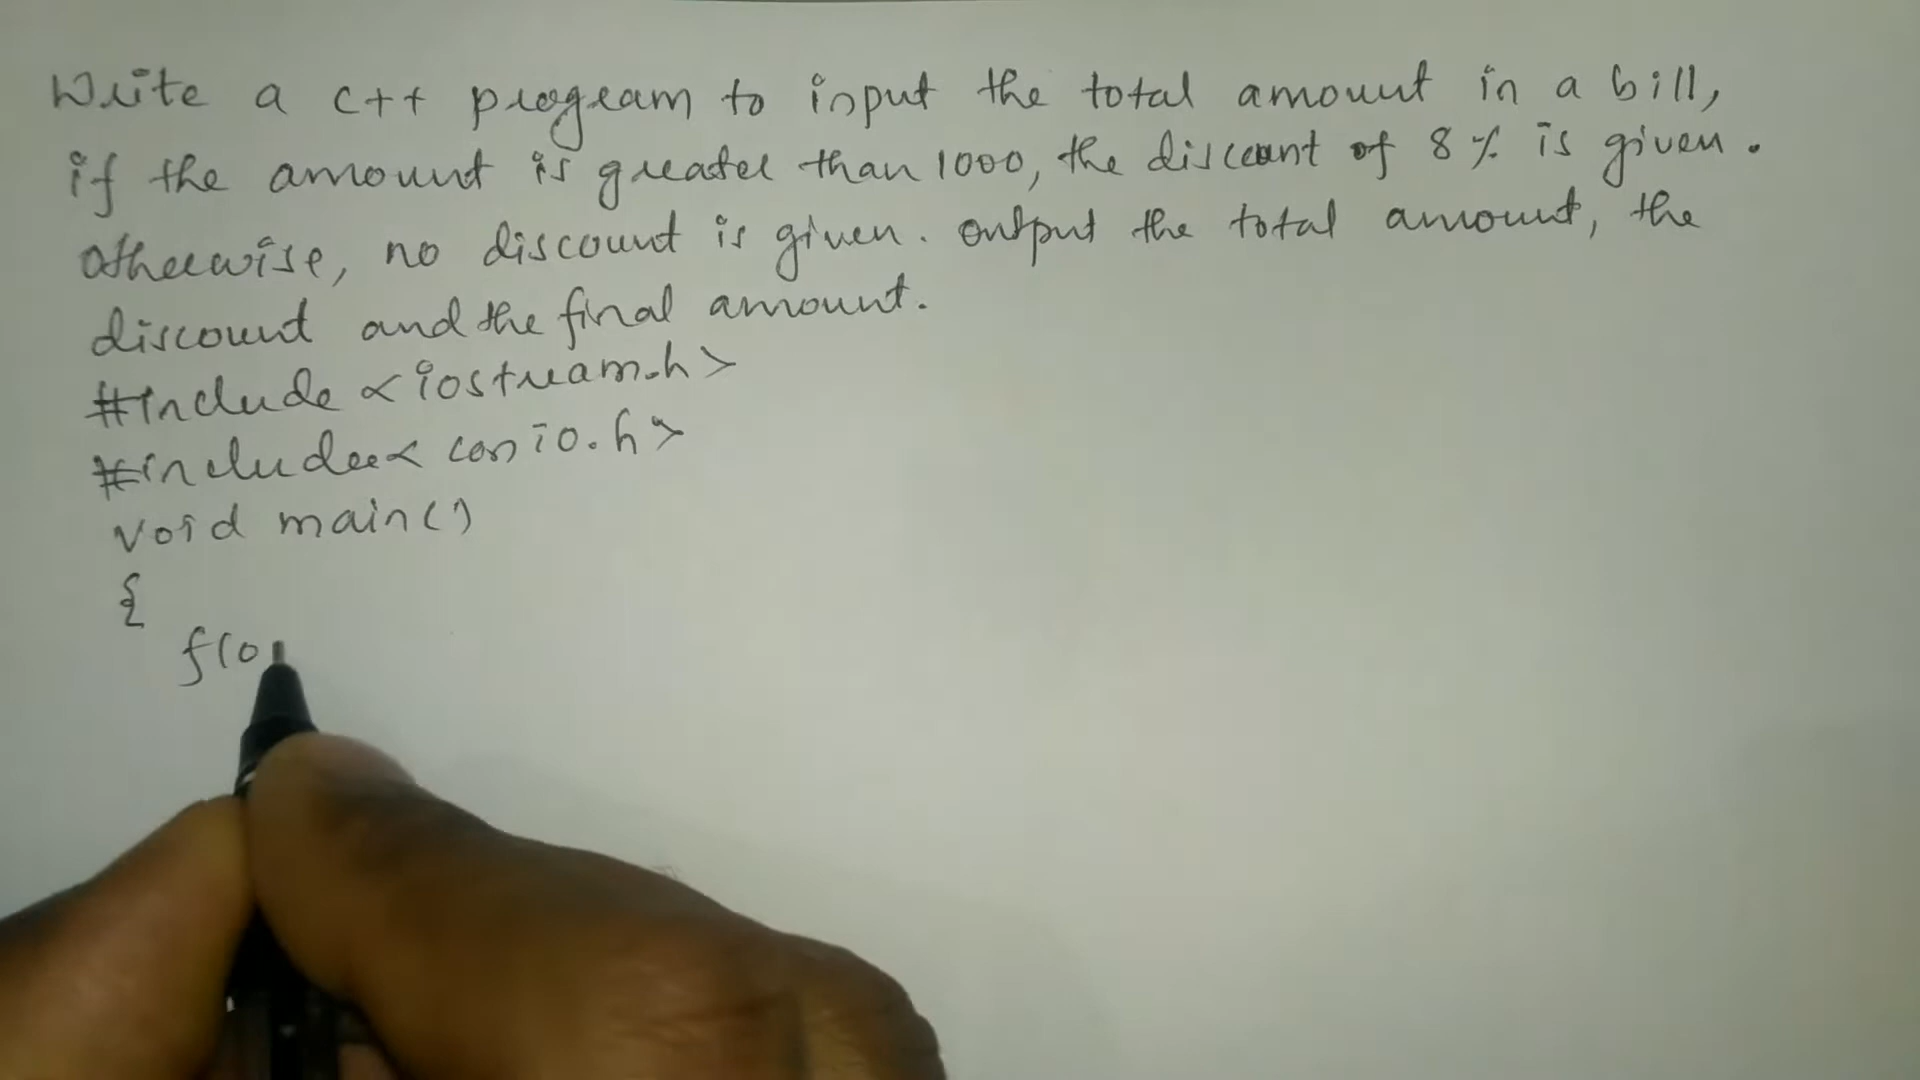 Write a c++ program to input the total amount in a bill,
if the amount is greater than 1000, the discount of 8% is given.
otherwise, no discount is given. output the total amount, the
discount and the final amount.
#include <iostream.h>
#include< conio.h>
void main()
{
flo